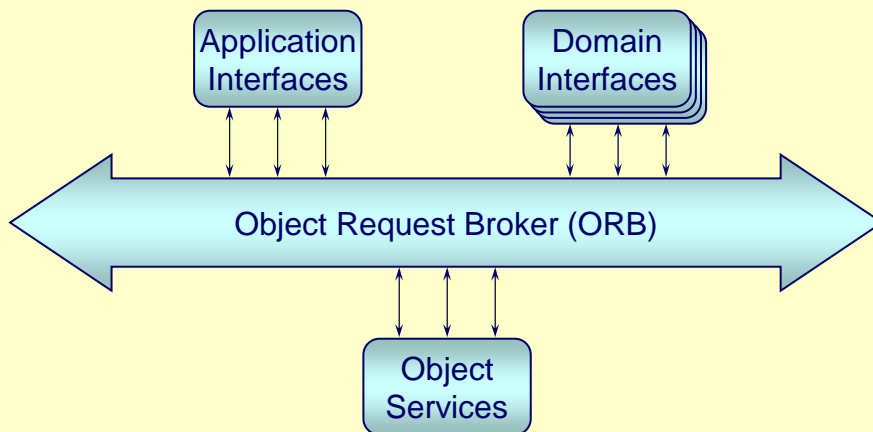 Application
Interfaces
Domain
Interfaces
Object Request Broker (ORB)
Object
Services